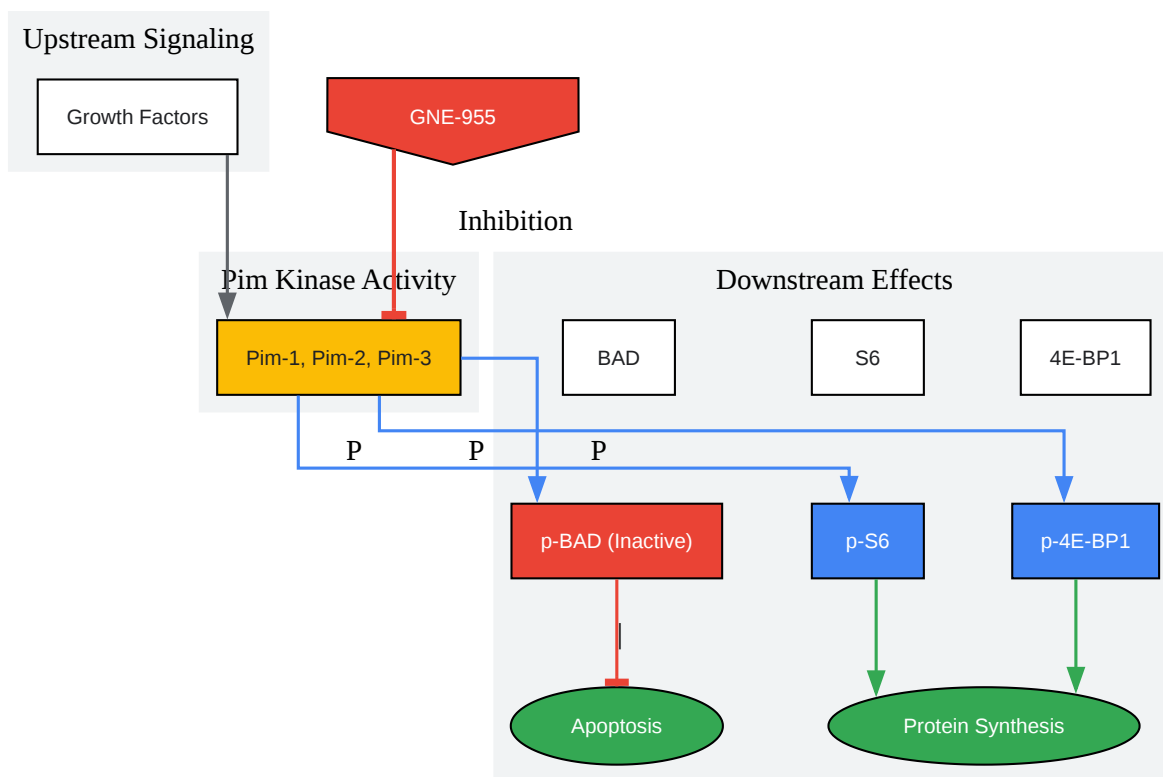 Upstream Signaling
Growth Factors
GNE-955
Inhibition
Pim Kinase Activity
Downstream Effects
Pim-1, Pim-2, Pim-3
BAD
S6
4E-BP1
P
P
P
p-BAD (Inactive)
p-S6
p-4E-BP1
|
Apoptosis
Protein Synthesis